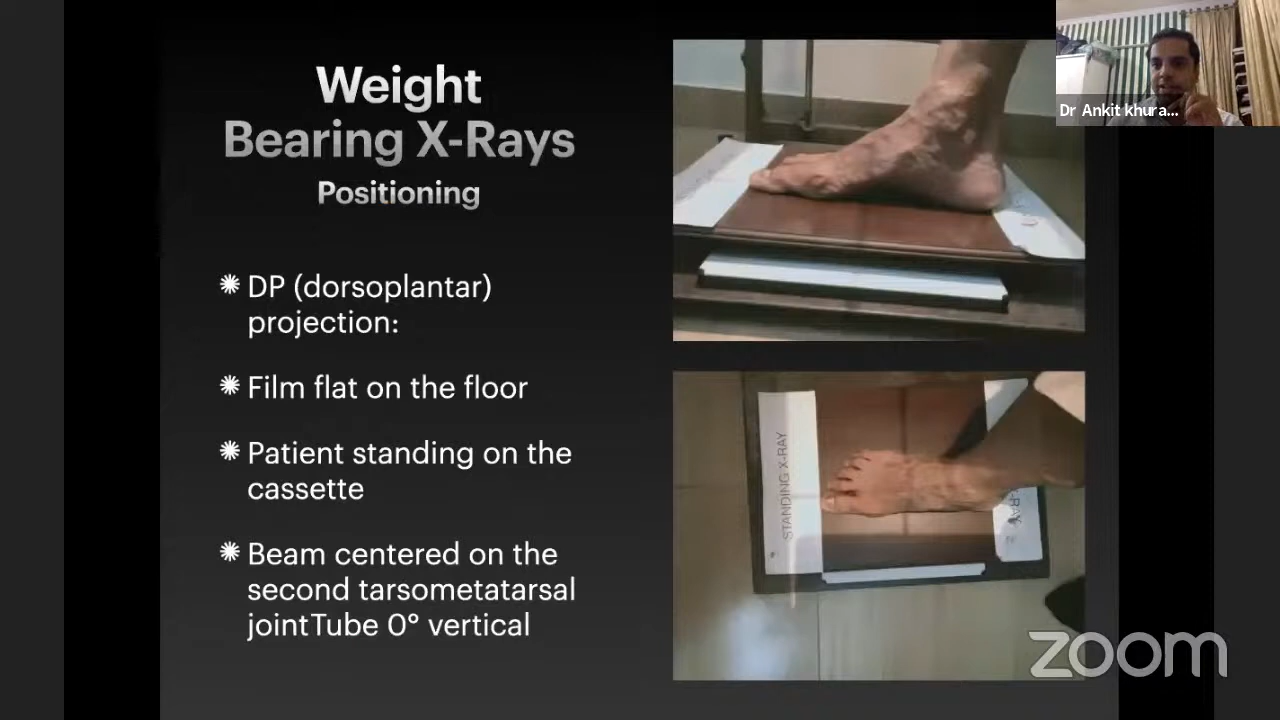 Weight
Bearing X-Rays
Positioning
✺ DP (dorsoplantar)
projection:
✺ Film flat on the floor
✺ Patient standing on the
cassette
✺ Beam centered on the
second tarsometatarsal
jointTube 0° vertical
Dr Ankit khura...
STANDING X-RAY
X-RAY
zoom